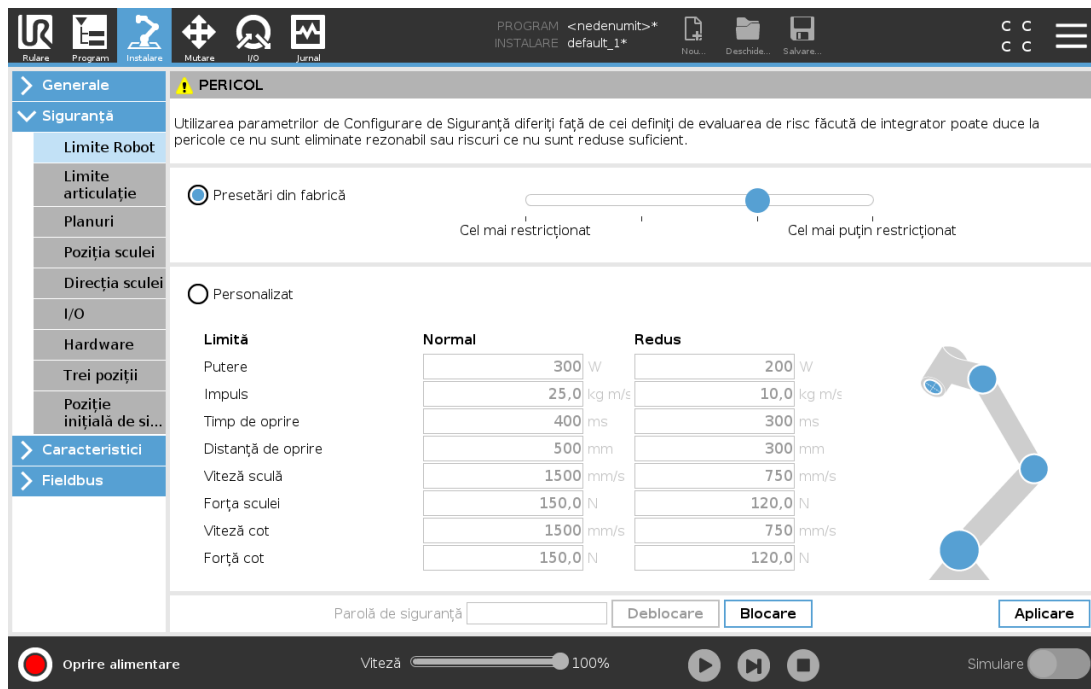 PROGRAM <nedenumit>*
INSTALARE default_1*
Rulare Program Instalare Mutare I/O Jurnal
Nou... Deschide... Salvare...
C C
C C
Generale
Siguranță
Limite Robot
Limite
articulație
Planuri
Poziția sculei
Direcția sculei
I/O
Hardware
Trei poziții
Poziție
inițială de si...
Caracteristici
Fieldbus
PERICOL
Utilizarea parametrilor de Configurare de Siguranță diferiți față de cei definiți de evaluarea de risc făcută de integrator poate duce la
pericole ce nu sunt eliminate rezonabil sau riscuri ce nu sunt reduse suficient.
Presetări din fabrică
Cel mai restricționat Cel mai puțin restricționat
Personalizat
Limită Normal Redus
Putere 300 W 200 W
Impuls 25,0 kg m/s 10,0 kg m/s
Timp de oprire 400 ms 300 ms
Distanță de oprire 500 mm 300 mm
Viteză sculă 1500 mm/s 750 mm/s
Forța sculei 150,0 N 120,0 N
Viteză cot 1500 mm/s 750 mm/s
Forță cot 150,0 N 120,0 N
Parolă de siguranță Deblocare Blocare Aplicare
Oprire alimentare Viteză 100% Simulare